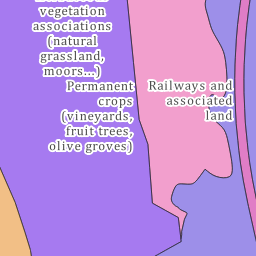 vegetation
associations
(natural
grassland,
moors...)
Permanent
crops
(vineyards,
fruit trees,
olive groves)
Railways and
associated
land